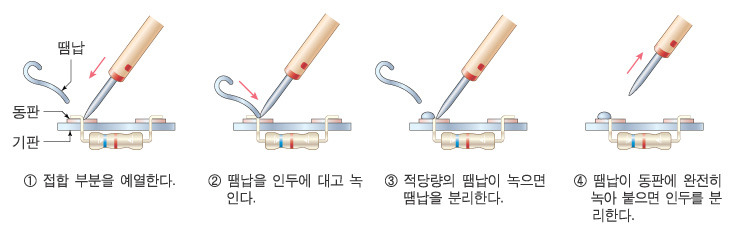 땜납
동판
기판
① 접합 부분을 예열한다.
② 땜납을 인두에 대고 녹
인다.
③ 적당량의 땜납이 녹으면
땜납을 분리한다.
④ 땜납이 동판에 완전히
녹아 붙으면 인두를 분
리한다.